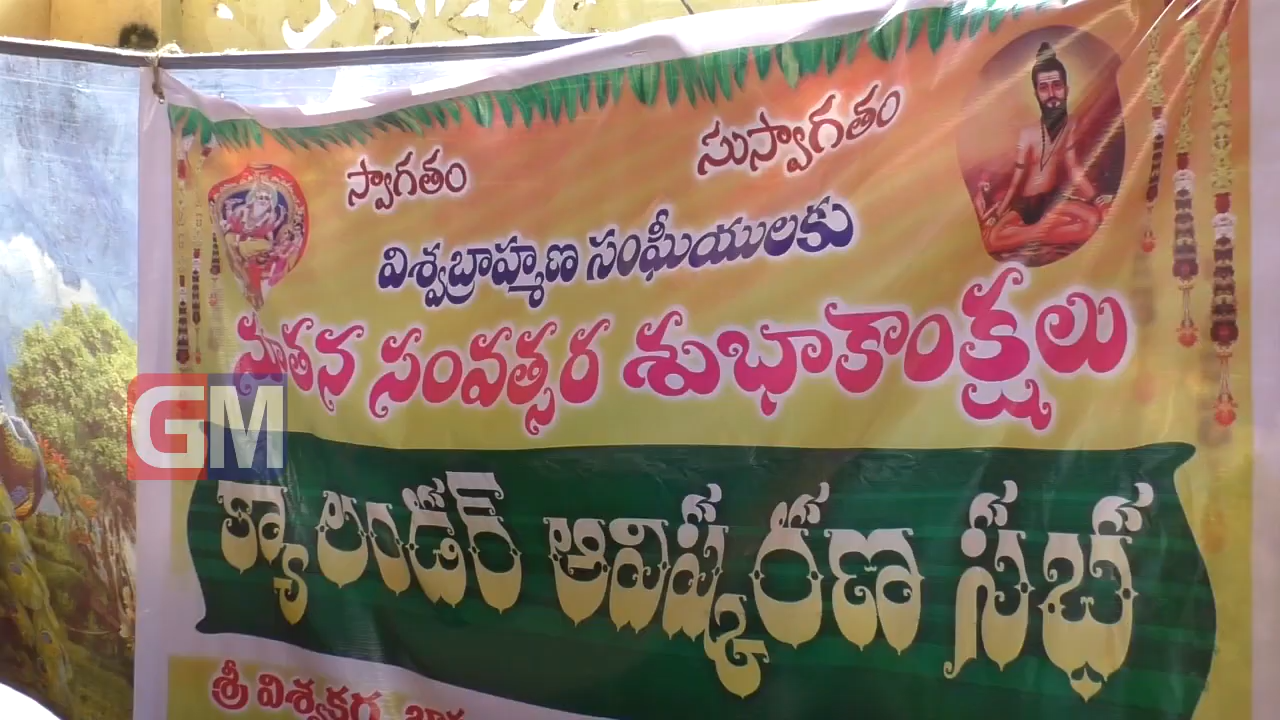 స్వాగతం సుస్వాగతం
విశ్వబ్రాహ్మణ సంఘీయులకు
నూతన సంవత్సర శుభాకాంక్షలు
GM
క్యాలండర్ ఆవిష్కరణ సభ
శ్రీ విశ్వకర్మ